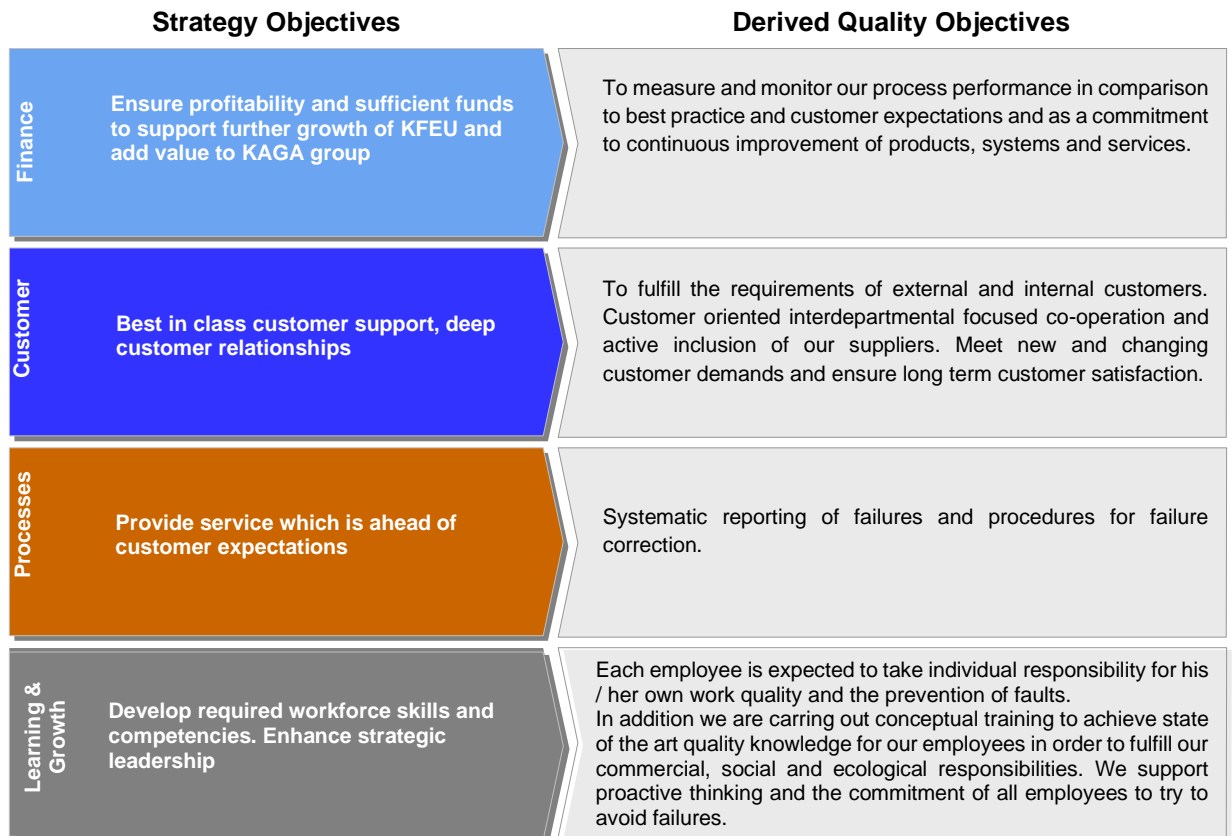 Strategy Objectives
Derived Quality Objectives
Finance
Ensure profitability and sufficient funds
to support further growth of KFEU and
add value to KAGA group
To measure and monitor our process performance in comparison
to best practice and customer expectations and as a commitment
to continuous improvement of products, systems and services.
Customer
Best in class customer support, deep
customer relationships
To fulfill the requirements of external and internal customers.
Customer oriented interdepartmental focused co-operation and
active inclusion of our suppliers. Meet new and changing
customer demands and ensure long term customer satisfaction.
Processes
Provide service which is ahead of
customer expectations
Systematic reporting of failures and procedures for failure
correction.
Learning &
Growth
Develop required workforce skills and
competencies. Enhance strategic
leadership
Each employee is expected to take individual responsibility for his
/ her own work quality and the prevention of faults.
In addition we are carring out conceptual training to achieve state
of the art quality knowledge for our employees in order to fulfill our
commercial, social and ecological responsibilities. We support
proactive thinking and the commitment of all employees to try to
avoid failures.